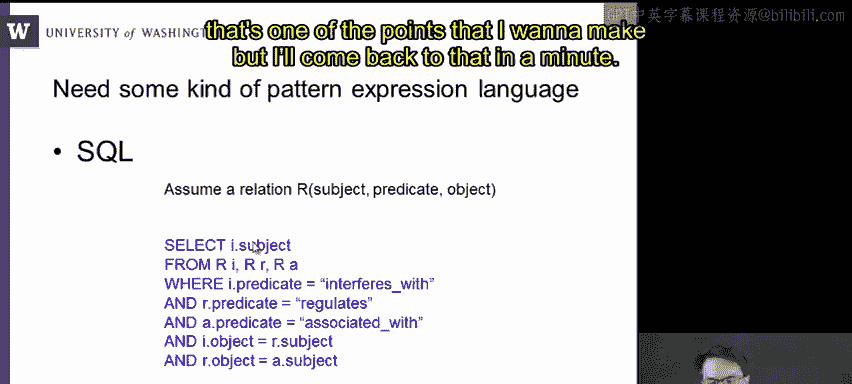 that's one of the points that I wanna make
but I'll come back to that in a minute.
中英字幕课程资源@bilibili.com
W UNIVERSITY of WASHINGT
Need some kind of pattern expression language
• SQL
Assume a relation R(subject, predicate, object)
SELECT i.subject
FROM R i, R r, R a
WHERE i.predicate = “interferes_with”
AND r.predicate = “regulates”
AND a.predicate = “associated_with”
AND i.object = r.subject
AND r.object = a.subject